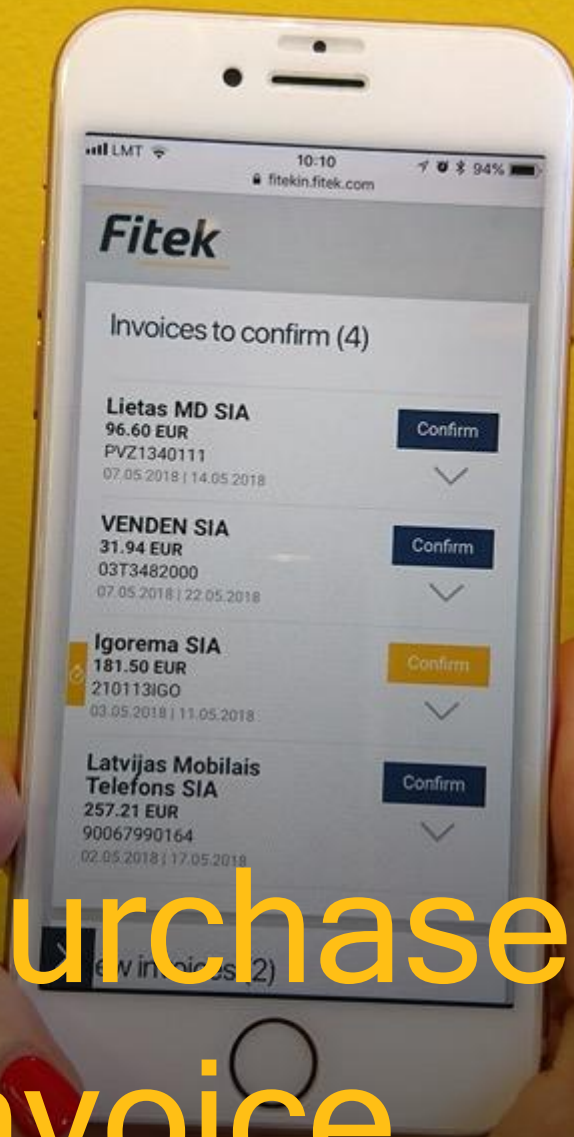 LMT 10:10 94%
fitekin.fitek.com
Fitek
Invoices to confirm (4)
Lietas MD SIA
96.60 EUR
Confirm
PVZ1340111
07.05.2018 | 14.05.2018
VENDEN SIA
31.94 EUR
Confirm
03T3482000
07.05.2018 | 22.05.2018
Igorema SIA
181.50 EUR
Confirm
210113IGO
03.05.2018 | 11.05.2018
Latvijas Mobilais
Telefons SIA
Confirm
257.21 EUR
90067990164
02.05.2018 | 17.05.2018
urchase
ew invoices (2)
nvoice